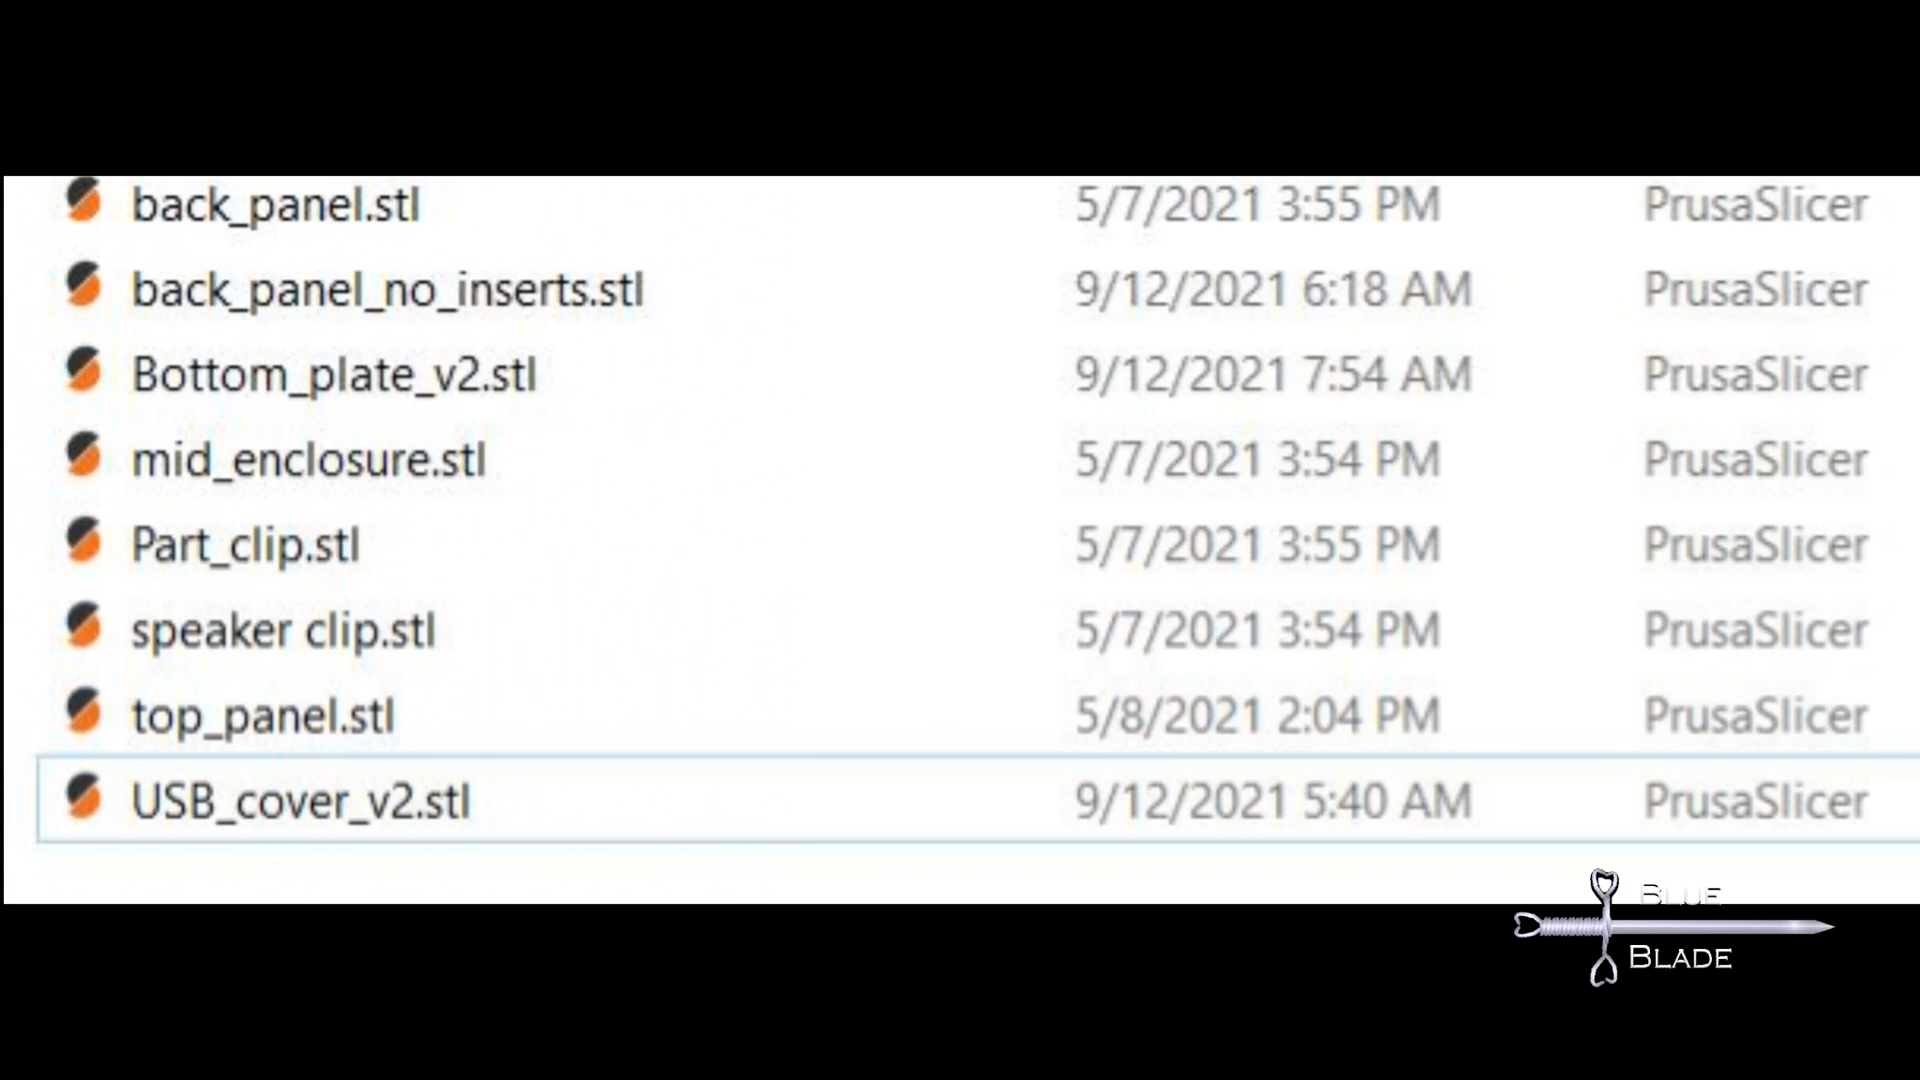 back_panel.stl 5/7/2021 3:55 PM PrusaSlicer
back_panel_no_inserts.stl 9/12/2021 6:18 AM PrusaSlicer
Bottom_plate_v2.stl 9/12/2021 7:54 AM PrusaSlicer
mid_enclosure.stl 5/7/2021 3:54 PM PrusaSlicer
Part_clip.stl 5/7/2021 3:55 PM PrusaSlicer
speaker clip.stl 5/7/2021 3:54 PM PrusaSlicer
top_panel.stl 5/8/2021 2:04 PM PrusaSlicer
USB_cover_v2.stl 9/12/2021 5:40 AM PrusaSlicer
BLUE
BLADE